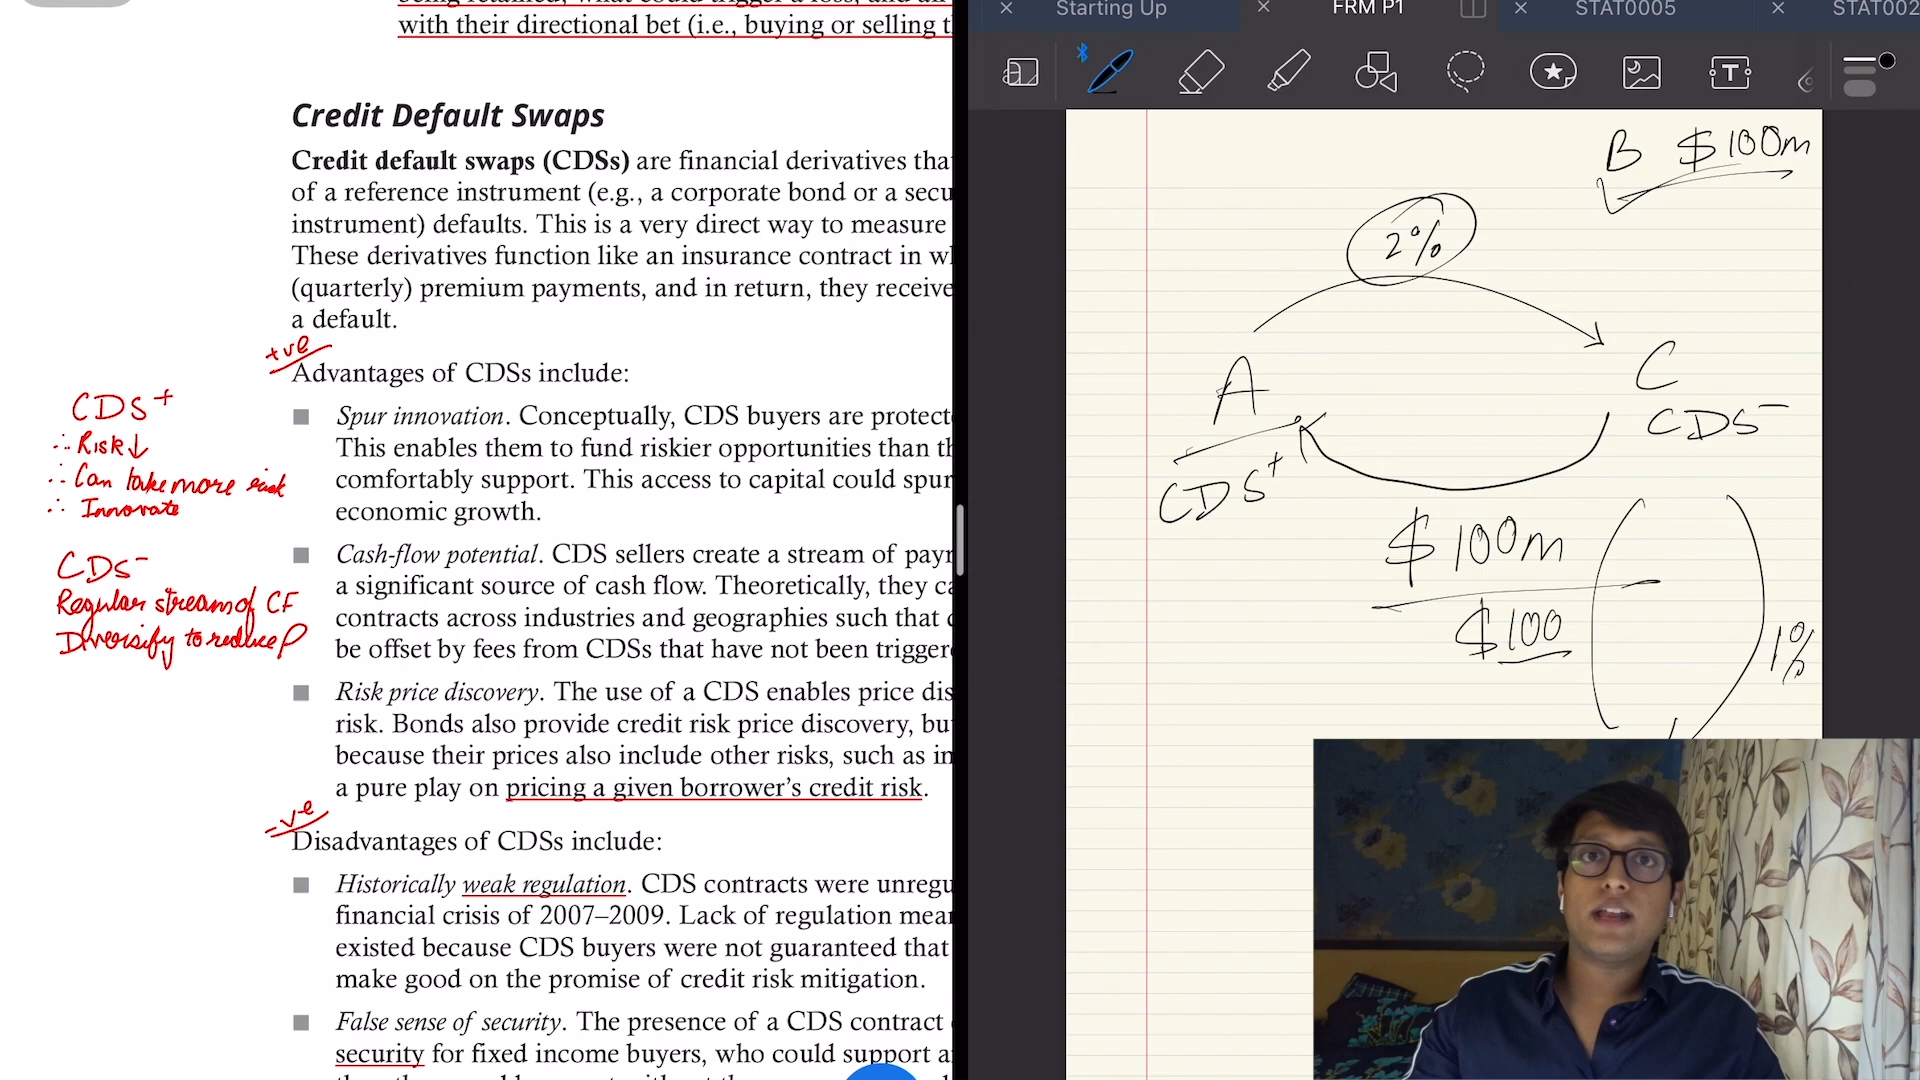 with their directional bet (i.e., buying or selling t
Credit Default Swaps
Credit default swaps (CDSs) are financial derivatives tha
of a reference instrument (e.g., a corporate bond or a secu
instrument) defaults. This is a very direct way to measure
These derivatives function like an insurance contract in w
(quarterly) premium payments, and in return, they receive
a default.
+ve
Advantages of CDSs include:
Spur innovation. Conceptually, CDS buyers are protect
This enables them to fund riskier opportunities than th
comfortably support. This access to capital could spur
economic growth.
Cash-flow potential. CDS sellers create a stream of payn
a significant source of cash flow. Theoretically, they ca
contracts across industries and geographies such that
be offset by fees from CDSs that have not been trigger
Risk price discovery. The use of a CDS enables price dis
risk. Bonds also provide credit risk price discovery, bu
because their prices also include other risks, such as in
a pure play on pricing a given borrower's credit risk.
-ve
Disadvantages of CDSs include:
Historically weak regulation. CDS contracts were unregu
financial crisis of 2007–2009. Lack of regulation mea
existed because CDS buyers were not guaranteed that
make good on the promise of credit risk mitigation.
False sense of security. The presence of a CDS contract
security for fixed income buyers, who could support a
CDS+
∴ Risk↓
∴ Can take more risk
∴ Innovate
CDS-
Regular stream of CF
Diversify to reduce ρ
Starting Up
FRM P1
STAT0005
STAT002
B $100m
2%
A
CDS+
C
CDS-
$100m
$100
1%